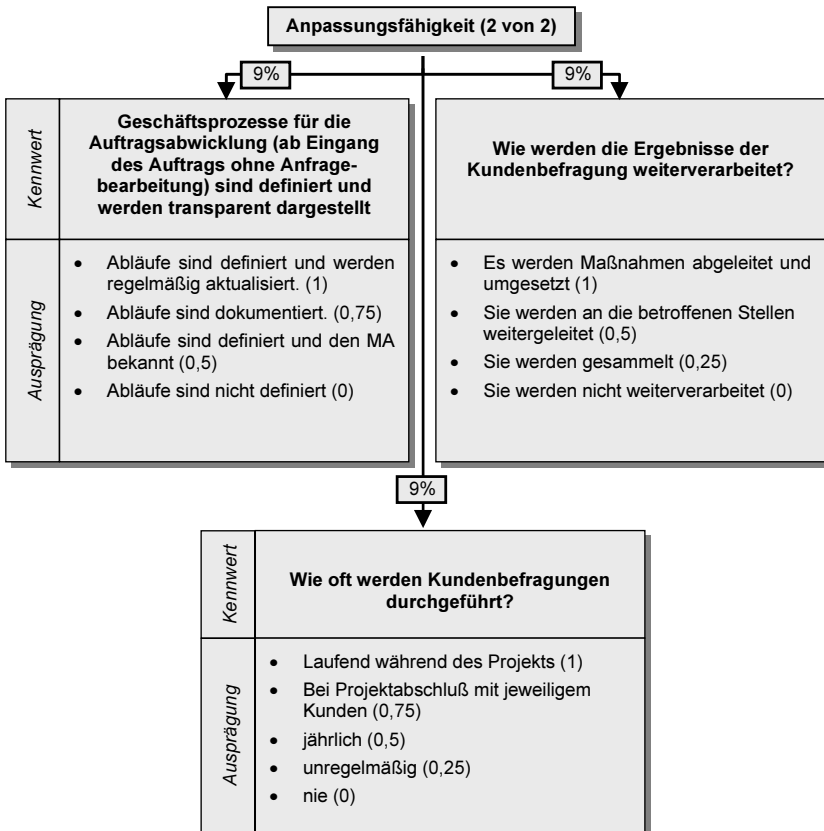 Anpassungsfähigkeit (2 von 2)
9%
9%
Kennwert
Geschäftsprozesse für die
Auftragsabwicklung (ab Eingang
des Auftrags ohne Anfrage-
bearbeitung) sind definiert und
werden transparent dargestellt
Ausprägung
• Abläufe sind definiert und werden
regelmäßig aktualisiert. (1)
• Abläufe sind dokumentiert. (0,75)
• Abläufe sind definiert und den MA
bekannt (0,5)
• Abläufe sind nicht definiert (0)
Wie werden die Ergebnisse der
Kundenbefragung weiterverarbeitet?
• Es werden Maßnahmen abgeleitet und
umgesetzt (1)
• Sie werden an die betroffenen Stellen
weitergeleitet (0,5)
• Sie werden gesammelt (0,25)
• Sie werden nicht weiterverarbeitet (0)
9%
Kennwert
Wie oft werden Kundenbefragungen
durchgeführt?
Ausprägung
• Laufend während des Projekts (1)
• Bei Projektabschluß mit jeweiligem
Kunden (0,75)
• jährlich (0,5)
• unregelmäßig (0,25)
• nie (0)